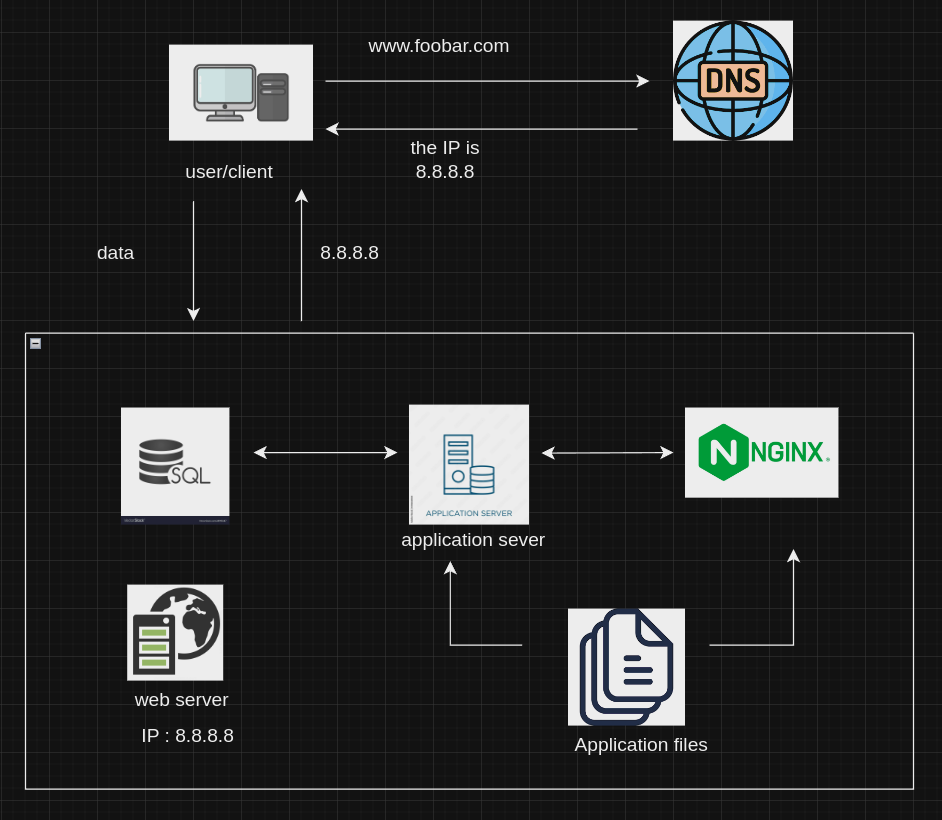 www.foobar.com
DNS
the IP is
8.8.8.8
user/client
data
8.8.8.8
SQL
APPLICATION SERVER
NGINX
application sever
web server
IP : 8.8.8.8
Application files